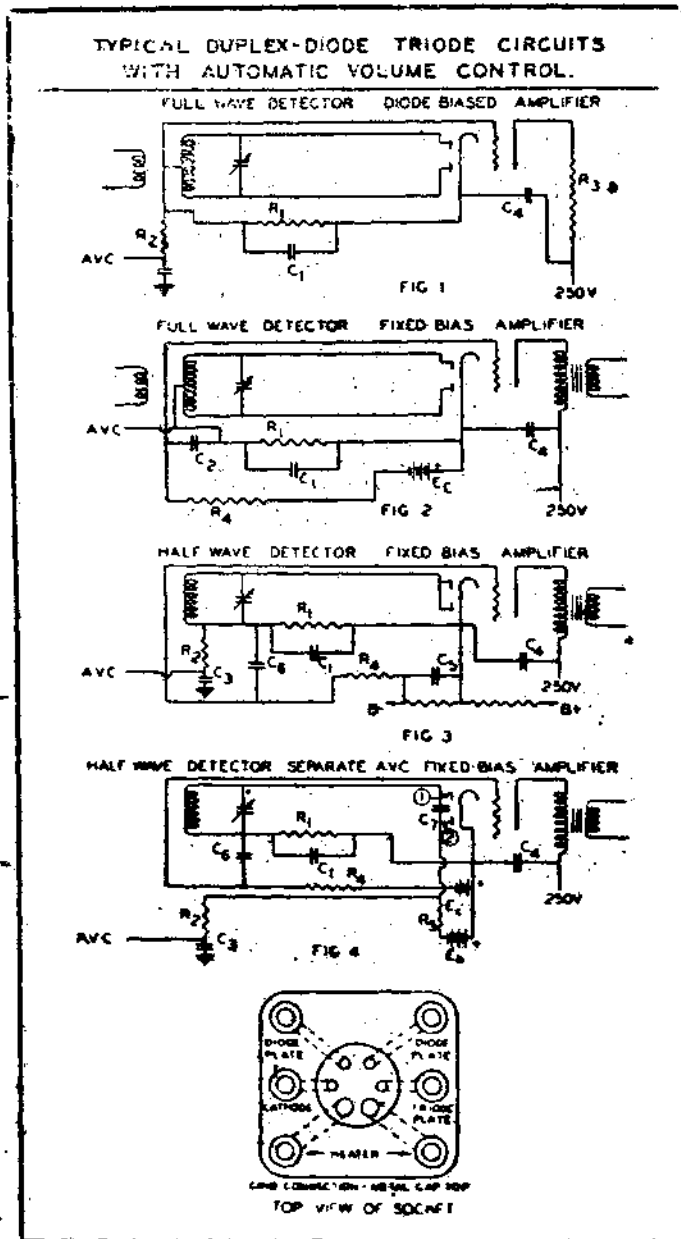 TYPICAL DUPLEX-DIODE TRIODE CIRCUITS
WITH AUTOMATIC VOLUME CONTROL.
FULL WAVE DETECTOR DIODE BIASED AMPLIFIER
R1
R2
R3
C4
AVC
C1
FIG 1
250V
FULL WAVE DETECTOR FIXED-BIAS AMPLIFIER
AVC
C2
R1
C1
C4
EC
R4
FIG 2
250V
HALF WAVE DETECTOR FIXED BIAS AMPLIFIER
R1
R2
C1
C4
AVC
C3
C6
R4
C5
250V
B-
B+
FIG 3
HALF WAVE DETECTOR SEPARATE AVC FIXED-BIAS AMPLIFIER
1
C7
2
R1
C6
C1
C4
R4
Ec
250V
R2
R5
AVC
C3
FIG 4
Eb
DIODE PLATE
DIODE PLATE
CATHODE
TRIODE PLATE
HEATER
GRID CONNECTION - METAL CAP TOP
TOP VIEW OF SOCKET